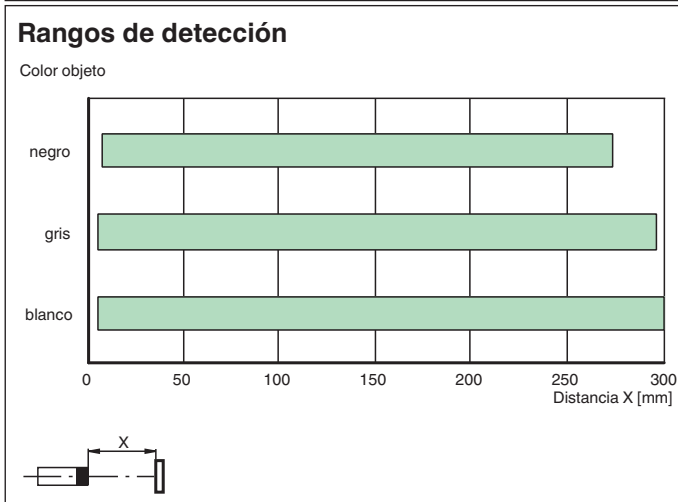 Rangos de detección
Color objeto
negro
gris
blanco
0 50 100 150 200 250 300
Distancia X [mm]
X